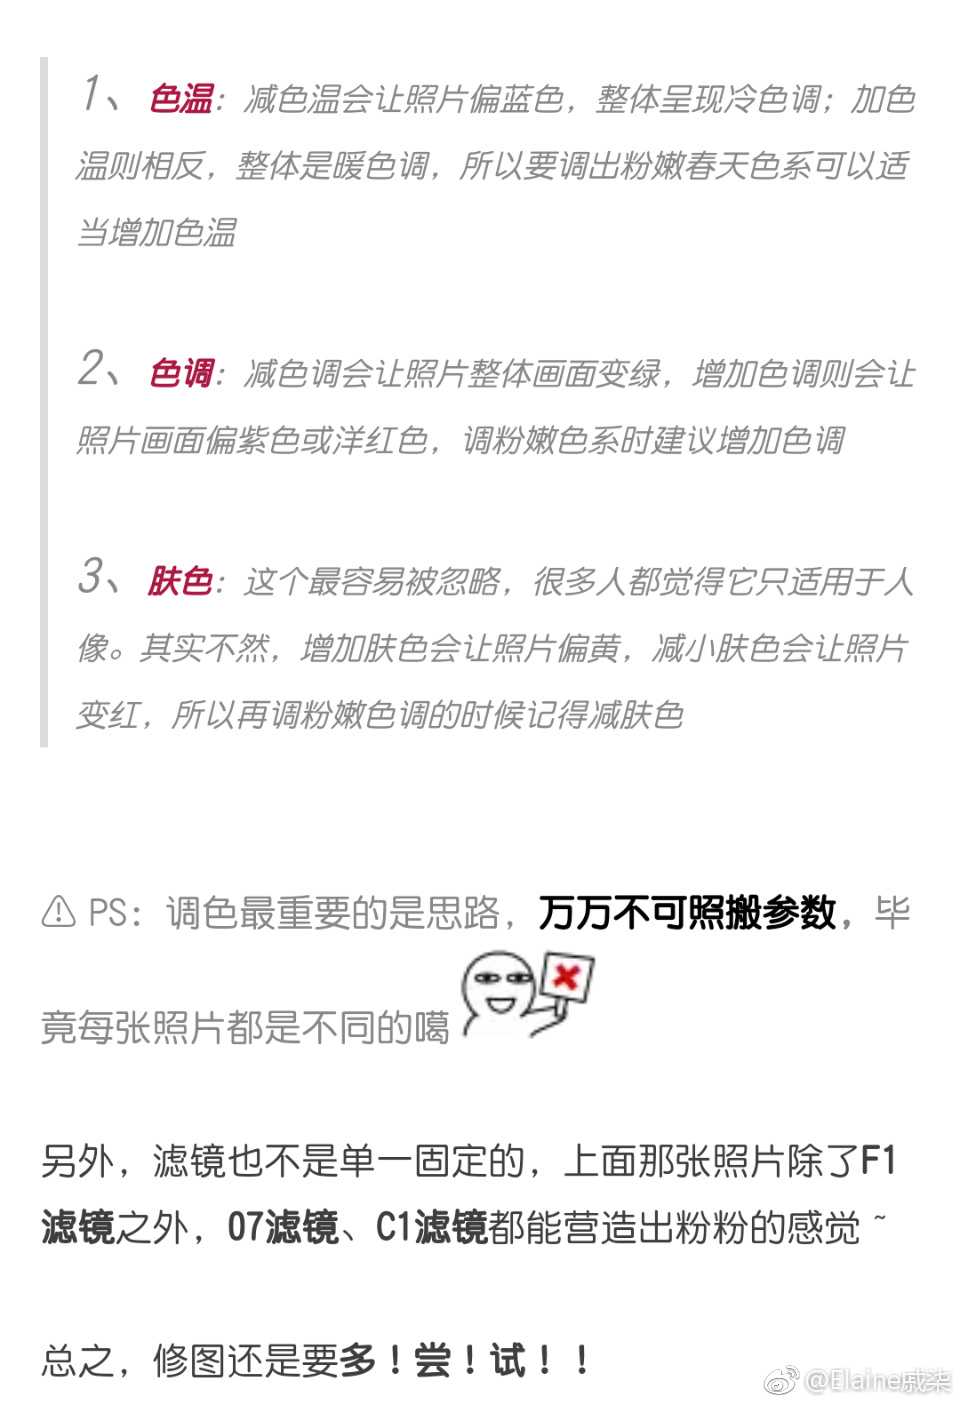 1、色温：减色温会让照片偏蓝色，整体呈现冷色调；加色
温则相反，整体是暖色调，所以要调出粉嫩春天色系可以适
当增加色温
2、色调：减色调会让照片整体画面变绿，增加色调则会让
照片画面偏紫色或洋红色，调粉嫩色系时建议增加色调
3、肤色：这个最容易被忽略，很多人都觉得它只适用于人
像。其实不然，增加肤色会让照片偏黄，减小肤色会让照片
变红，所以再调粉嫩色调的时候记得减肤色
⚠ PS：调色最重要的是思路，万万不可照搬参数，毕
竟每张照片都是不同的噶
另外，滤镜也不是单一固定的，上面那张照片除了F1
滤镜之外，07滤镜、C1滤镜都能营造出粉粉的感觉 ~
总之，修图还是要多！尝！试！！
@Elaine戚柒